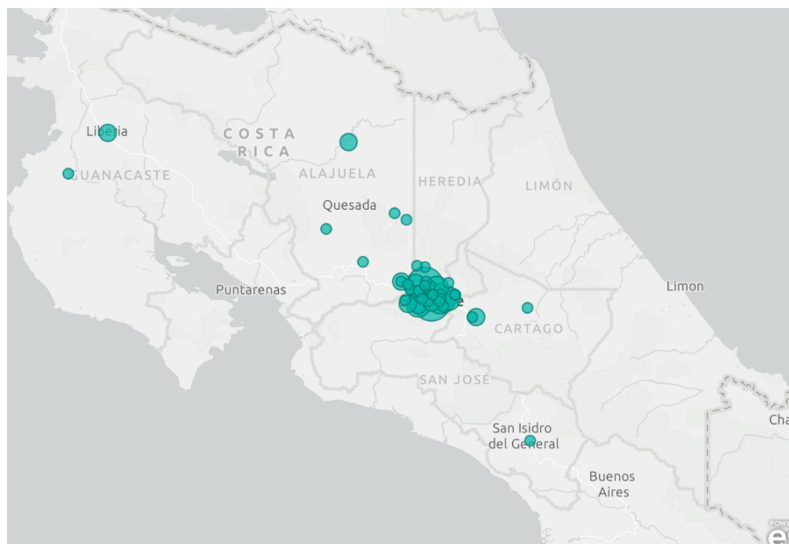 Liberia
COSTA
RICA
GUANACASTE
ALAJUELA
HEREDIA
LIMÓN
Quesada
Puntarenas
Limon
CARTAGO
SAN JOSÉ
San Isidro
del General
Buenos
Aires